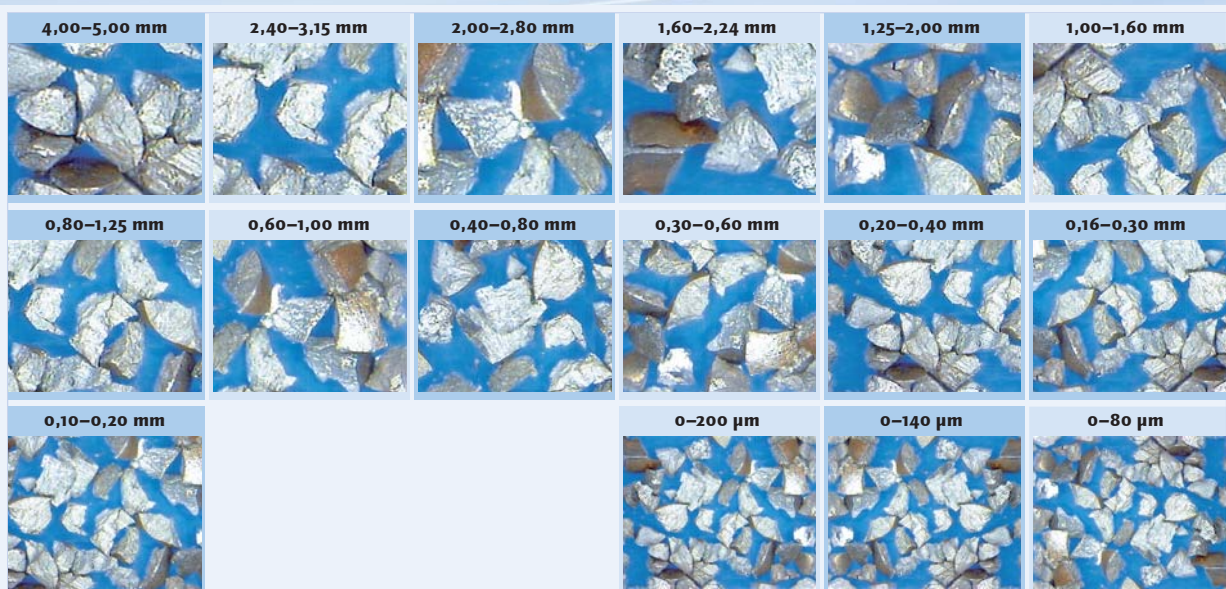 4,00–5,00 mm
2,40–3,15 mm
2,00–2,80 mm
1,60–2,24 mm
1,25–2,00 mm
1,00–1,60 mm
0,80–1,25 mm
0,60–1,00 mm
0,40–0,80 mm
0,30–0,60 mm
0,20–0,40 mm
0,16–0,30 mm
0,10–0,20 mm
0–200 µm
0–140 µm
0–80 µm